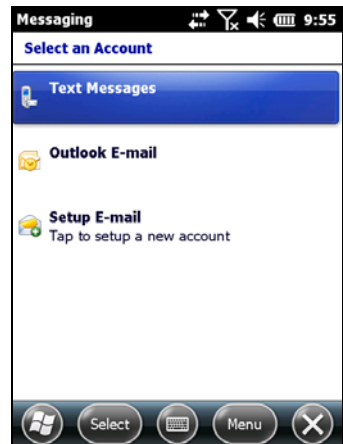 Messaging 9:55
Select an Account
Text Messages
Outlook E-mail
Setup E-mail
Tap to setup a new account
Select Menu